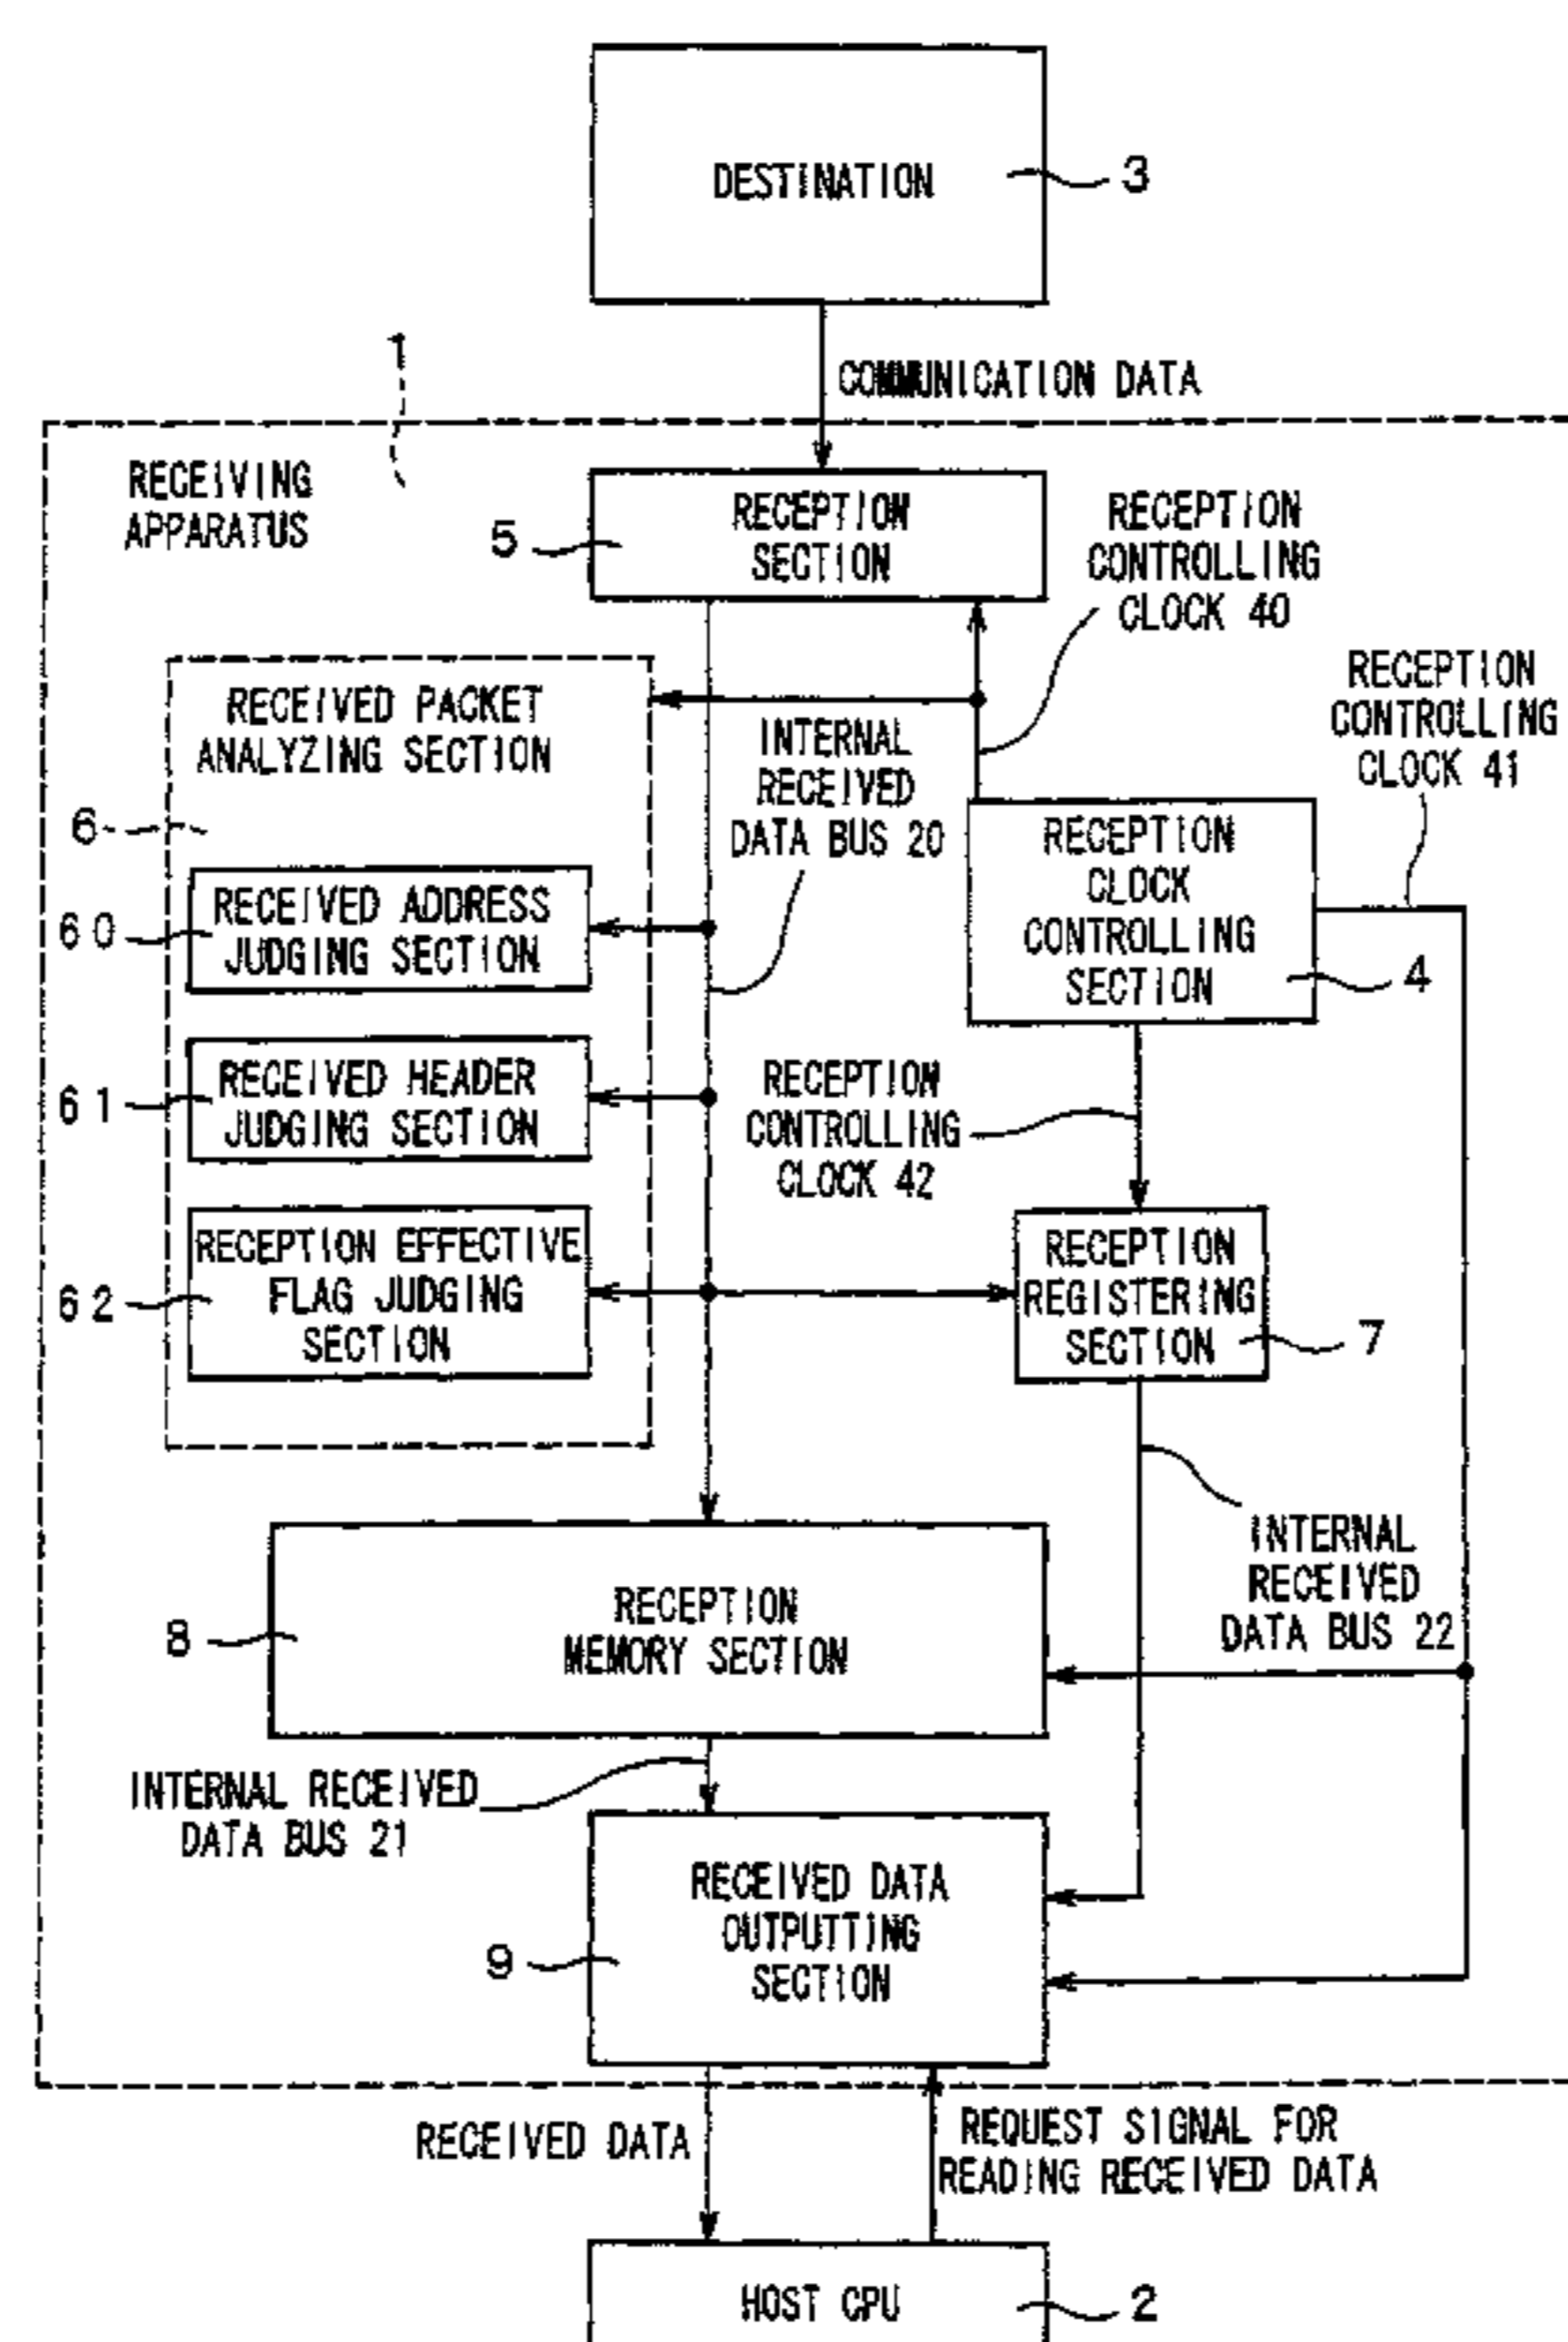 DESTINATION
3
COMMUNICATION DATA
1
RECEIVING
APPARATUS
RECEPTION
SECTION
5
RECEPTION
CONTROLLING
CLOCK 40
RECEPTION
CONTROLLING
CLOCK 41
RECEIVED PACKET
ANALYZING SECTION
6
INTERNAL
RECEIVED
DATA BUS 20
RECEPTION
CLOCK
CONTROLLING
SECTION
4
RECEIVED ADDRESS
JUDGING SECTION
60
RECEIVED HEADER
JUDGING SECTION
61
RECEPTION
CONTROLLING
CLOCK 42
RECEPTION EFFECTIVE
FLAG JUDGING
SECTION
62
RECEPTION
REGISTERING
SECTION
7
INTERNAL
RECEIVED
DATA BUS 22
RECEPTION
MEMORY SECTION
8
INTERNAL RECEIVED
DATA BUS 21
RECEIVED DATA
OUTPUTTING
SECTION
9
RECEIVED DATA
REQUEST SIGNAL FOR
READING RECEIVED DATA
HOST CPU
2